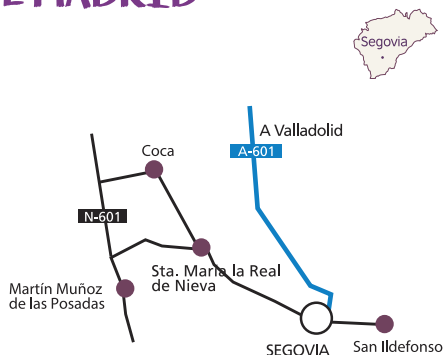 MADRID
Segovia
A Valladolid
A-601
Coca
N-601
Sta. María la Real
de Nieva
Martín Muñoz
de las Posadas
SEGOVIA
San Ildefonso